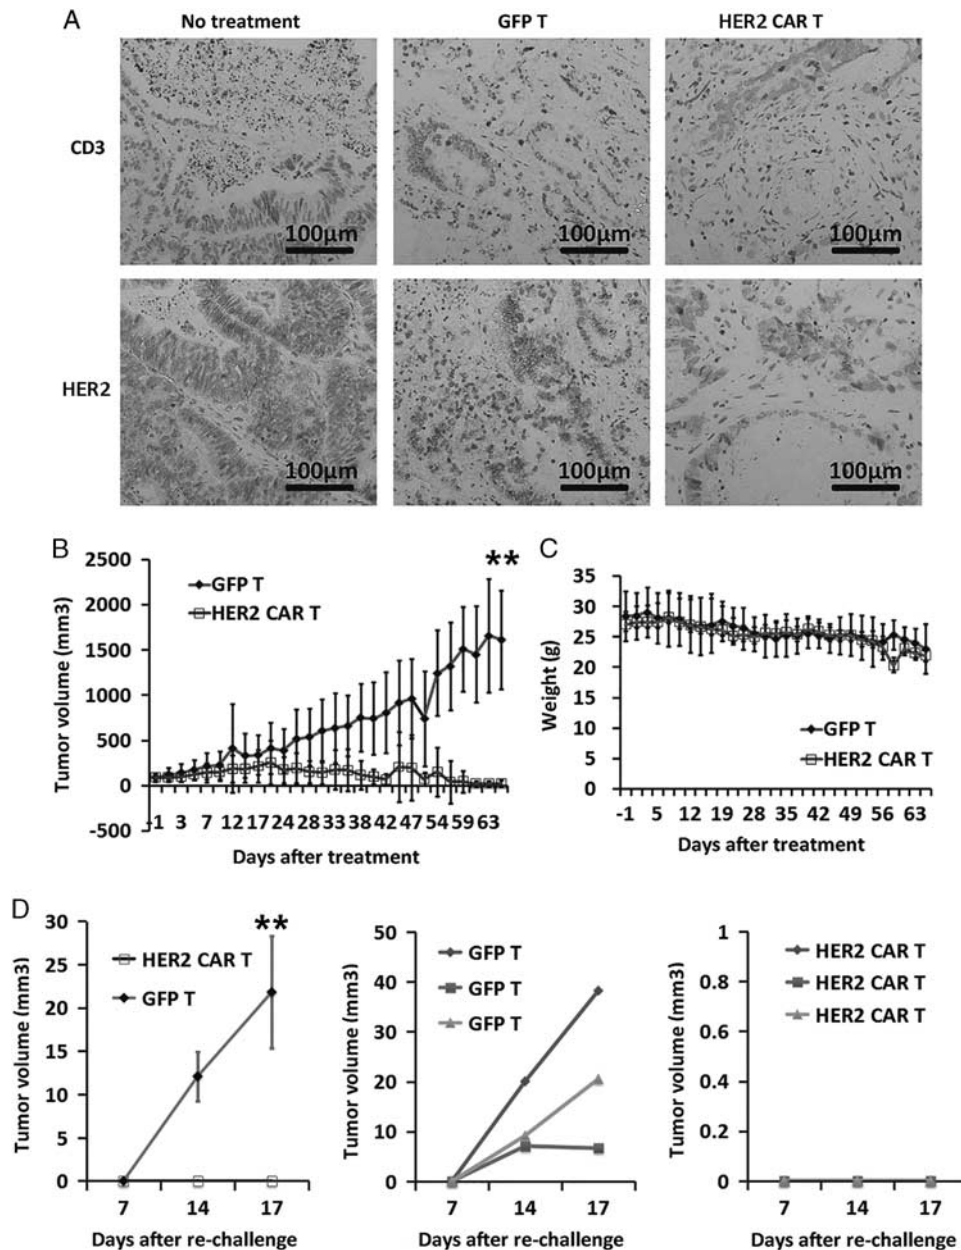 A
No treatment
GFP T
HER2 CAR T
CD3
100µm
100µm
100µm
HER2
100µm
100µm
100µm
B
2500
2000
1500
1000
500
0
-500
Tumor volume (mm3)
GFP T
HER2 CAR T
**
-1 3 7 12 17 24 28 33 38 42 47 54 59 63
Days after treatment
C
35
30
25
20
15
10
5
0
Weight (g)
GFP T
HER2 CAR T
-1 5 12 19 28 35 42 49 56 63
Days after treatment
D
30
25
20
15
10
5
0
Tumor volume (mm3)
HER2 CAR T
GFP T
**
7 14 17
Days after re-challenge
50
40
30
20
10
0
Tumor volume (mm3)
GFP T
GFP T
GFP T
7 14 17
Days after re-challenge
1
0.8
0.6
0.4
0.2
0
Tumor volume (mm3)
HER2 CAR T
HER2 CAR T
HER2 CAR T
7 14 17
Days after re-challenge